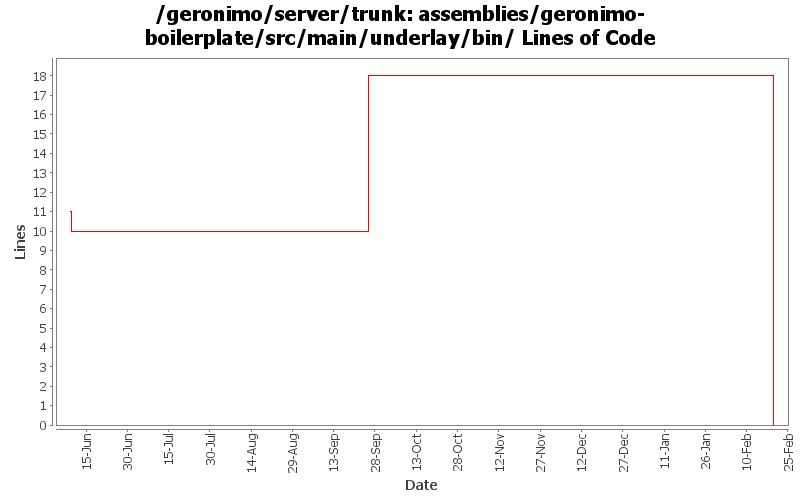 /geronimo/server/trunk: assemblies/geronimo-
boilerplate/src/main/underlay/bin/ Lines of Code
Lines
18
17
16
15
14
13
12
11
10
9
8
7
6
5
4
3
2
1
0
15-Jun
30-Jun
15-Jul
30-Jul
14-Aug
29-Aug
13-Sep
28-Sep
13-Oct
28-Oct
12-Nov
27-Nov
12-Dec
27-Dec
11-Jan
26-Jan
10-Feb
25-Feb
Date